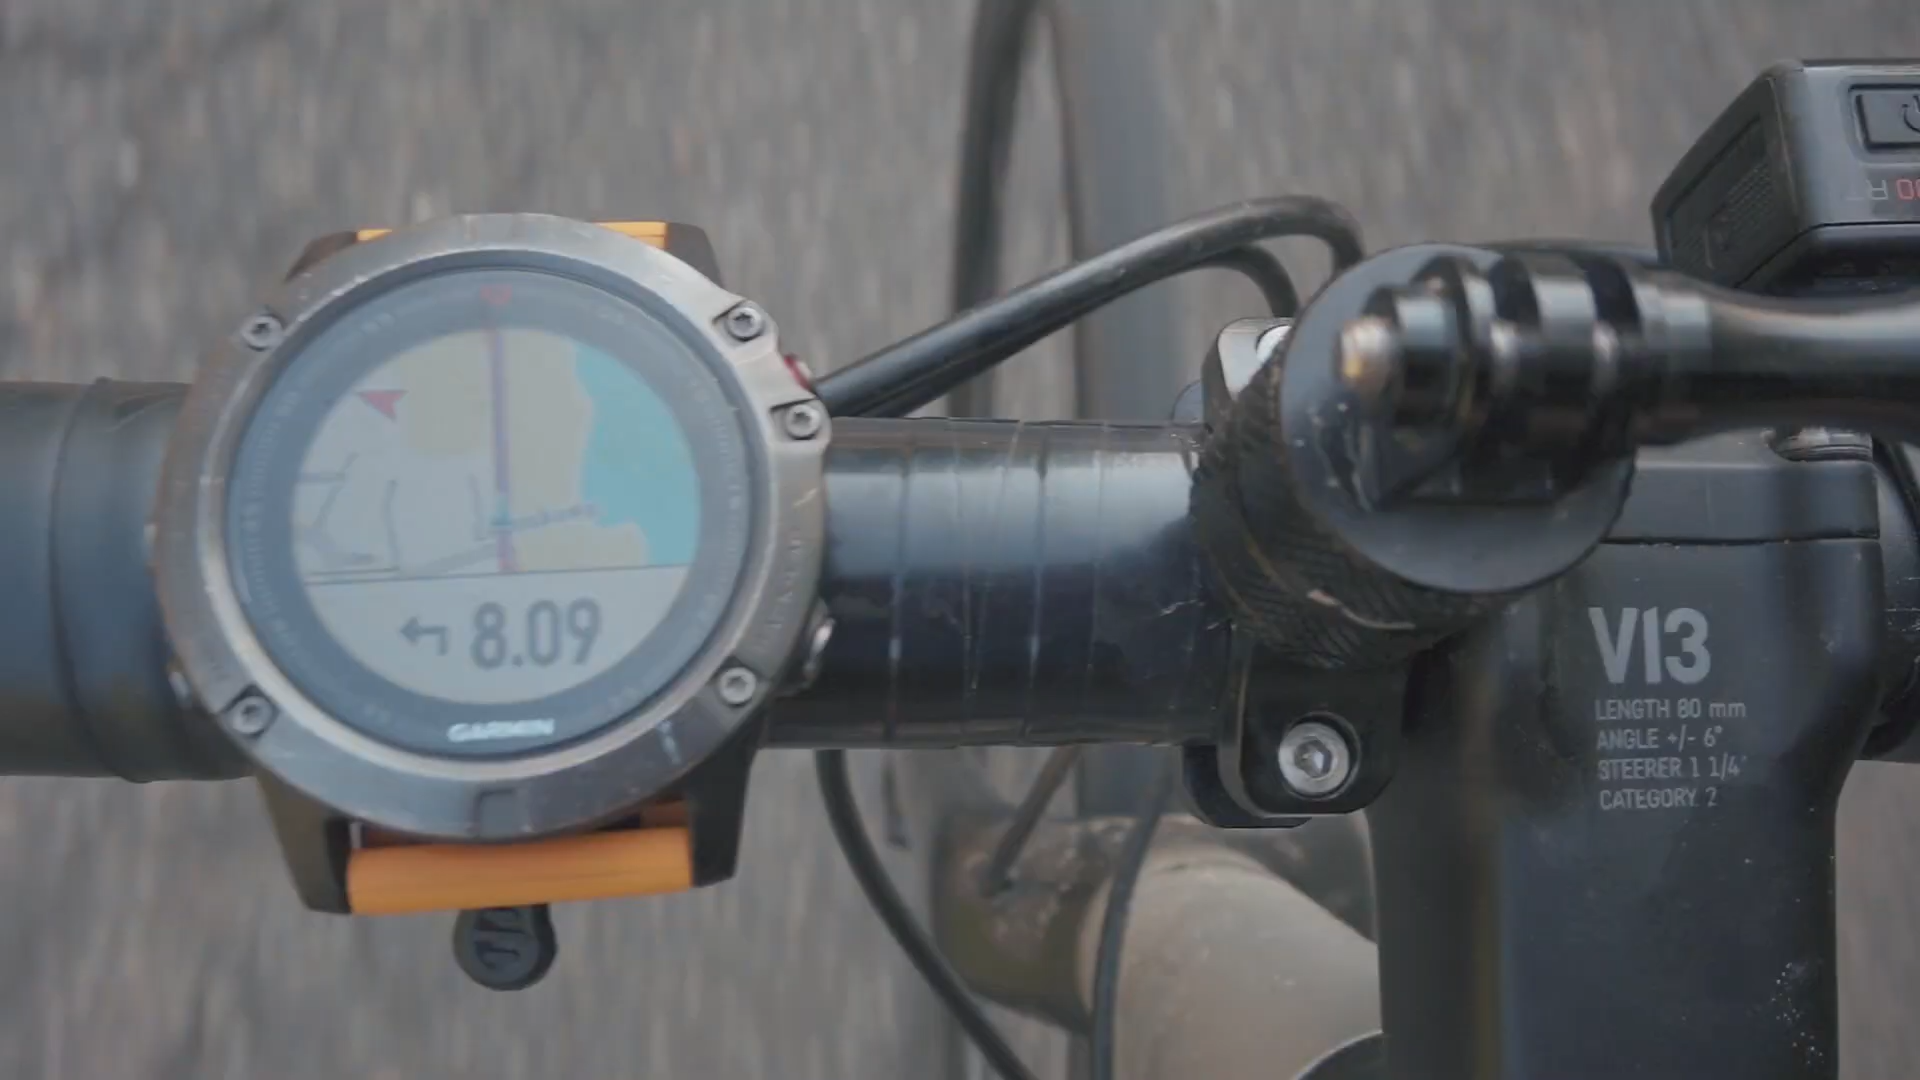 8.09
GARMIN
V13
LENGTH 80 mm
ANGLE +/- 6°
STEERER 1 1/4"
CATEGORY 2